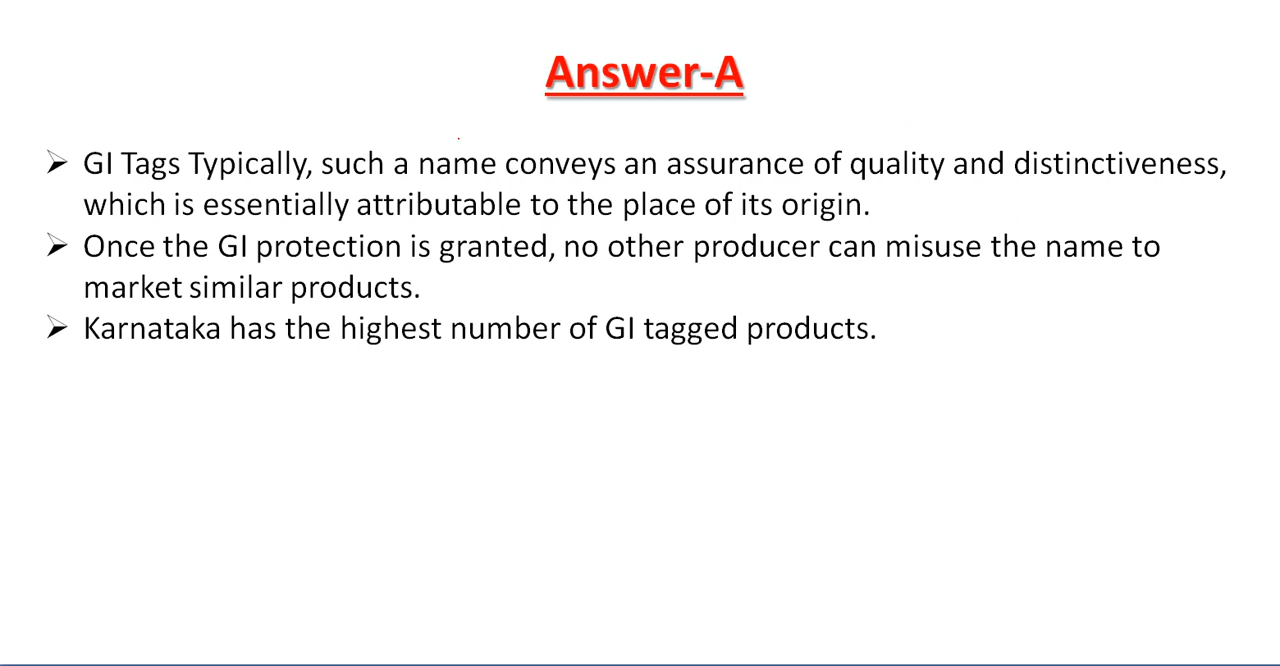 Answer-A
➢ GI Tags Typically, such a name conveys an assurance of quality and distinctiveness,
which is essentially attributable to the place of its origin.
➢ Once the GI protection is granted, no other producer can misuse the name to
market similar products.
➢ Karnataka has the highest number of GI tagged products.